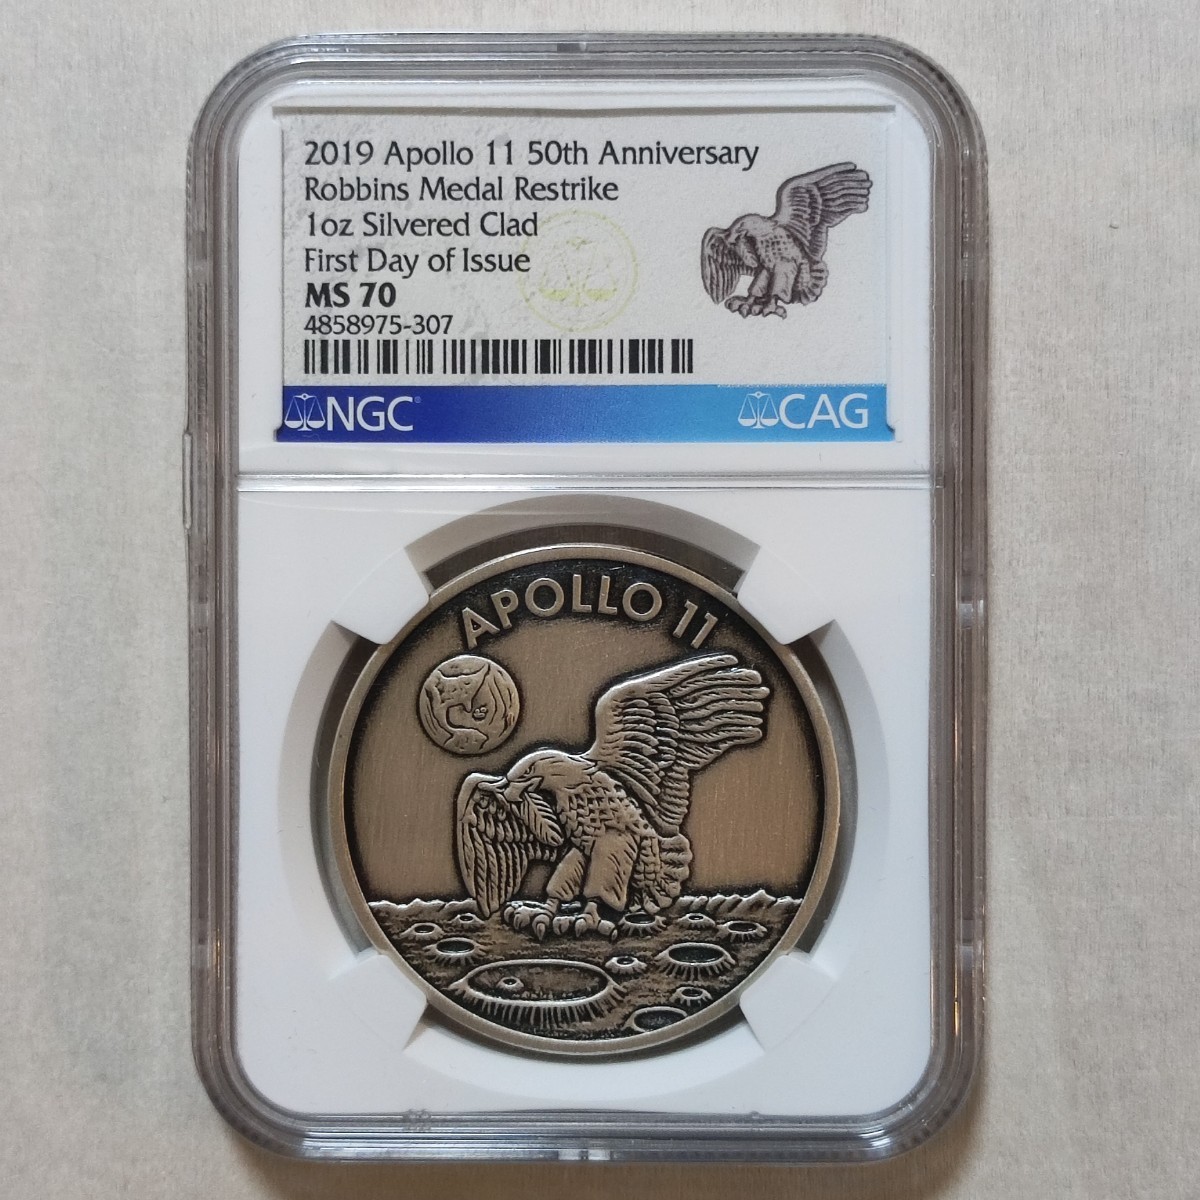 2019 Apollo 11 50th Anniversary
Robbins Medal Restrike
1oz Silvered Clad
First Day of Issue
MS 70
4858975-307
NGC®
CAG
APOLLO 11